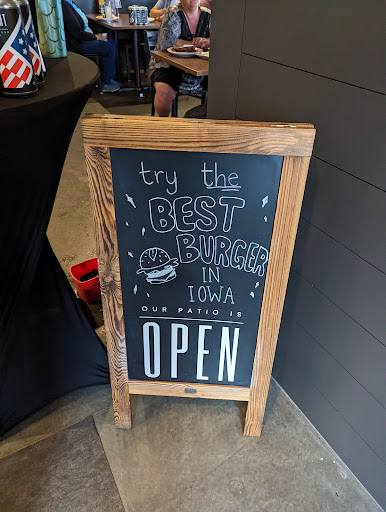 try the
BEST
BURGER
IN
IOWA
OUR PATIO IS
OPEN